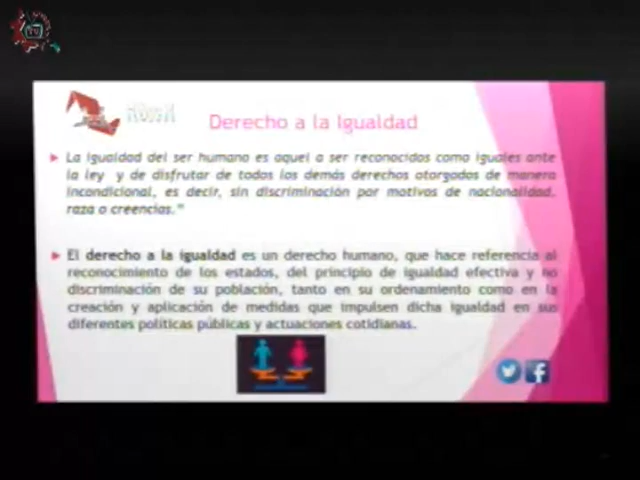 Derecho a la Igualdad
La igualdad del ser humano es aquel a ser reconocidos como iguales ante
la ley y de disfrutar de todos los demás derechos otorgados de manera
incondicional, es decir, sin discriminación por motivos de nacionalidad,
raza o creencias."
El derecho a la igualdad es un derecho humano, que hace referencia al
reconocimiento de los estados, del principio de igualdad efectiva y no
discriminación de su población, tanto en su ordenamiento como en la
creación y aplicación de medidas que impulsen dicha igualdad en sus
diferentes políticas públicas y actuaciones cotidianas.